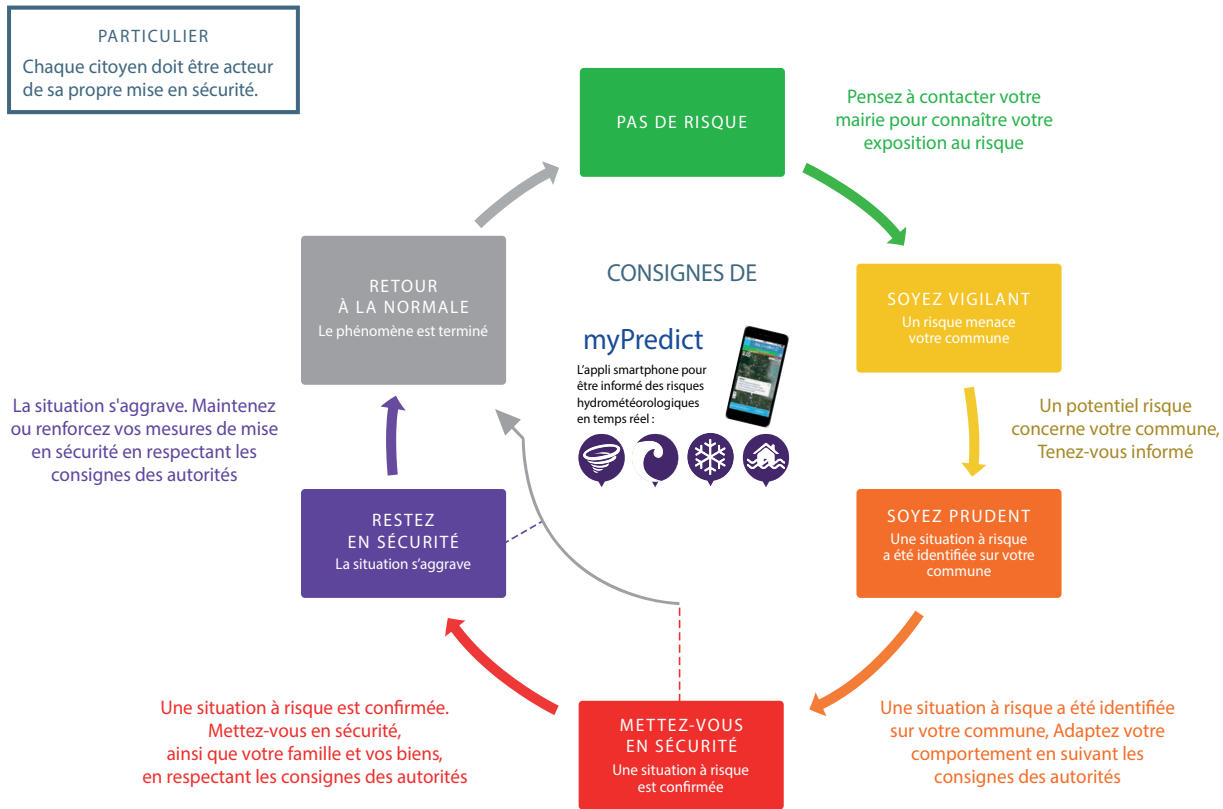 PARTICULIER
Chaque citoyen doit être acteur
de sa propre mise en sécurité.
PAS DE RISQUE
Pensez à contacter votre
mairie pour connaître votre
exposition au risque
RETOUR
À LA NORMALE
Le phénomène est terminé
CONSIGNES DE
SOYEZ VIGILANT
Un risque menace
votre commune
myPredict
L'appli smartphone pour
être informé des risques
hydrométéorologiques
en temps réel :
La situation s'aggrave. Maintenez
ou renforcez vos mesures de mise
en sécurité en respectant les
consignes des autorités
Un potentiel risque
concerne votre commune,
Tenez-vous informé
RESTEZ
EN SÉCURITÉ
La situation s'aggrave
SOYEZ PRUDENT
Une situation à risque
a été identifiée sur votre
commune
Une situation à risque est confirmée.
Mettez-vous en sécurité,
ainsi que votre famille et vos biens,
en respectant les consignes des autorités
METTEZ-VOUS
EN SÉCURITÉ
Une situation à risque
est confirmée
Une situation à risque a été identifiée
sur votre commune, Adaptez votre
comportement en suivant les
consignes des autorités